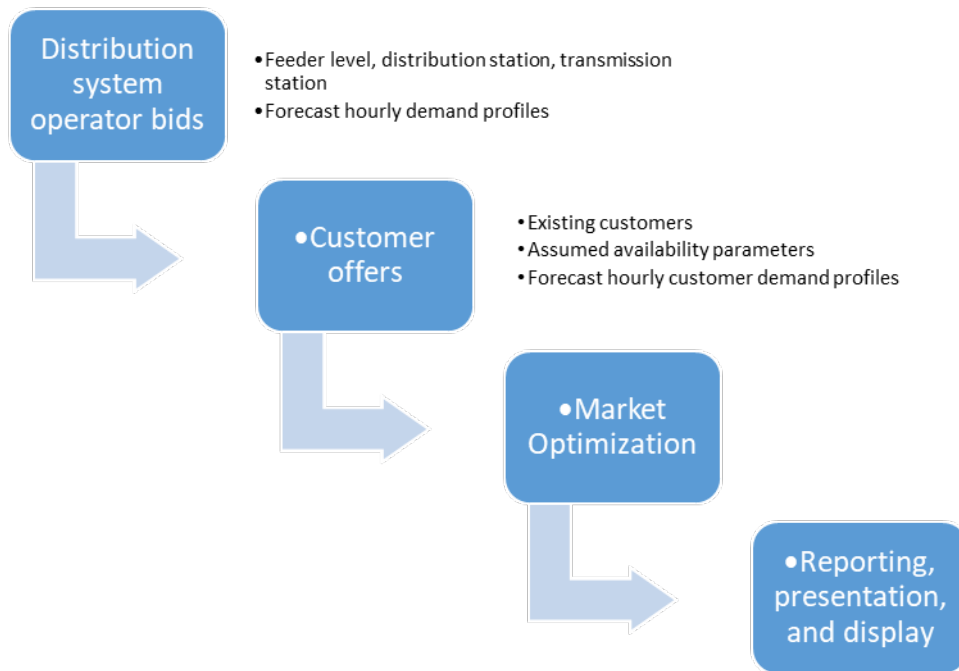 Distribution
system
operator bids
•Feeder level, distribution station, transmission
station
•Forecast hourly demand profiles
•Customer
offers
•Existing customers
•Assumed availability parameters
•Forecast hourly customer demand profiles
•Market
Optimization
•Reporting,
presentation,
and display